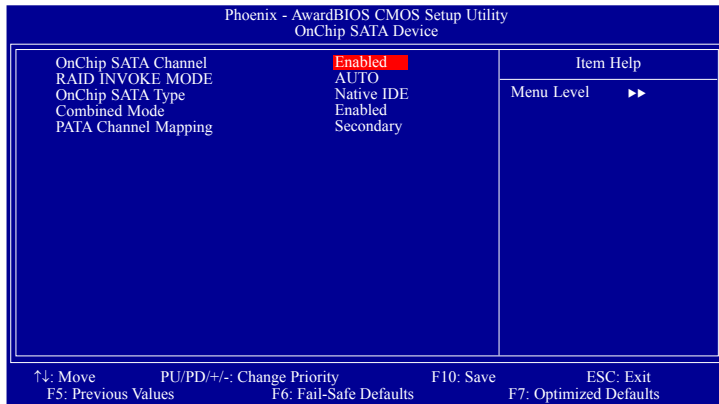 Phoenix - AwardBIOS CMOS Setup Utility
OnChip SATA Device
OnChip SATA Channel Enabled
RAID INVOKE MODE AUTO
OnChip SATA Type Native IDE
Combined Mode Enabled
PATA Channel Mapping Secondary
Item Help
Menu Level ▶▶
↑↓: Move PU/PD/+/-: Change Priority F10: Save ESC: Exit
F5: Previous Values F6: Fail-Safe Defaults F7: Optimized Defaults